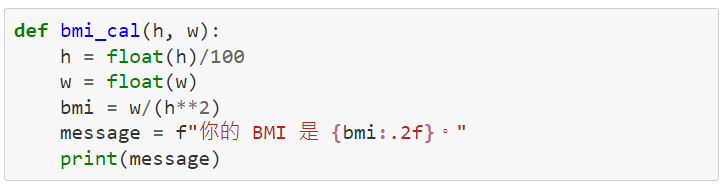 def bmi_cal(h, w):
    h = float(h)/100
    w = float(w)
    bmi = w/(h**2)
    message = f"你的 BMI 是 {bmi:.2f}。"
    print(message)